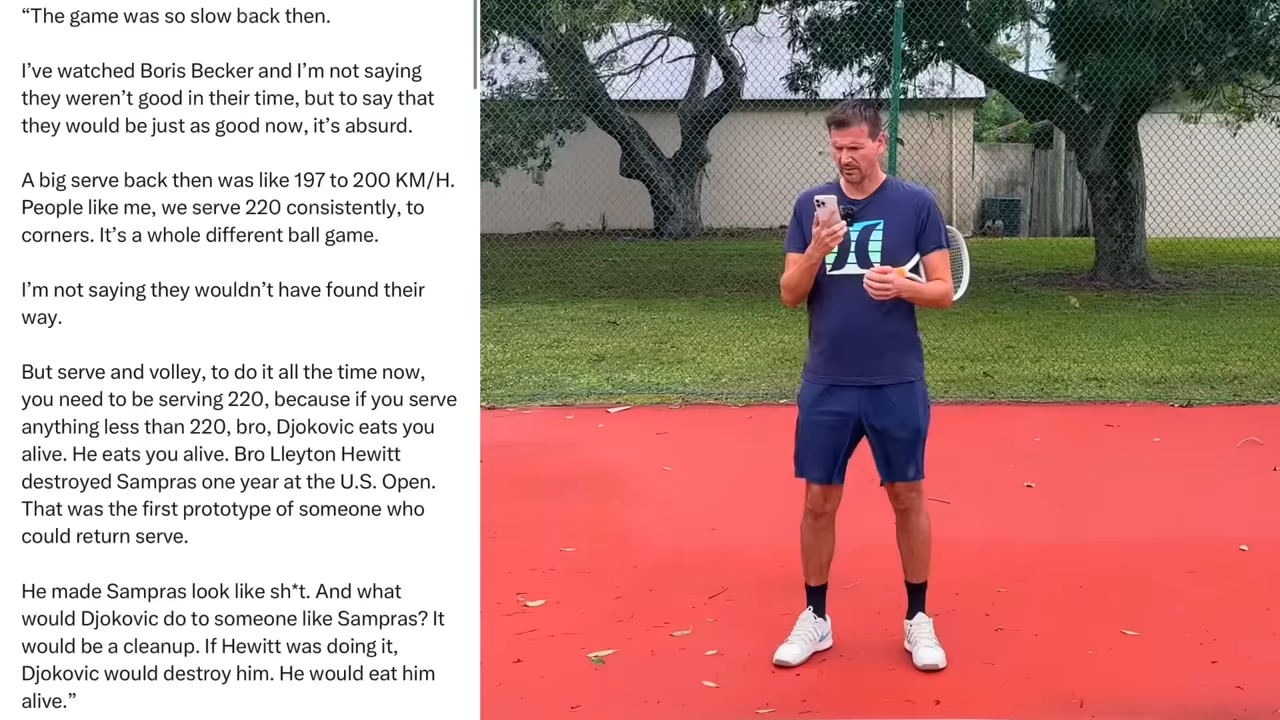 “The game was so slow back then.
I’ve watched Boris Becker and I’m not saying
they weren’t good in their time, but to say that
they would be just as good now, it’s absurd.
A big serve back then was like 197 to 200 KM/H.
People like me, we serve 220 consistently, to
corners. It’s a whole different ball game.
I’m not saying they wouldn’t have found their
way.
But serve and volley, to do it all the time now,
you need to be serving 220, because if you serve
anything less than 220, bro, Djokovic eats you
alive. He eats you alive. Bro Lleyton Hewitt
destroyed Sampras one year at the U.S. Open.
That was the first prototype of someone who
could return serve.
He made Sampras look like sh*t. And what
would Djokovic do to someone like Sampras? It
would be a cleanup. If Hewitt was doing it,
Djokovic would destroy him. He would eat him
alive.”